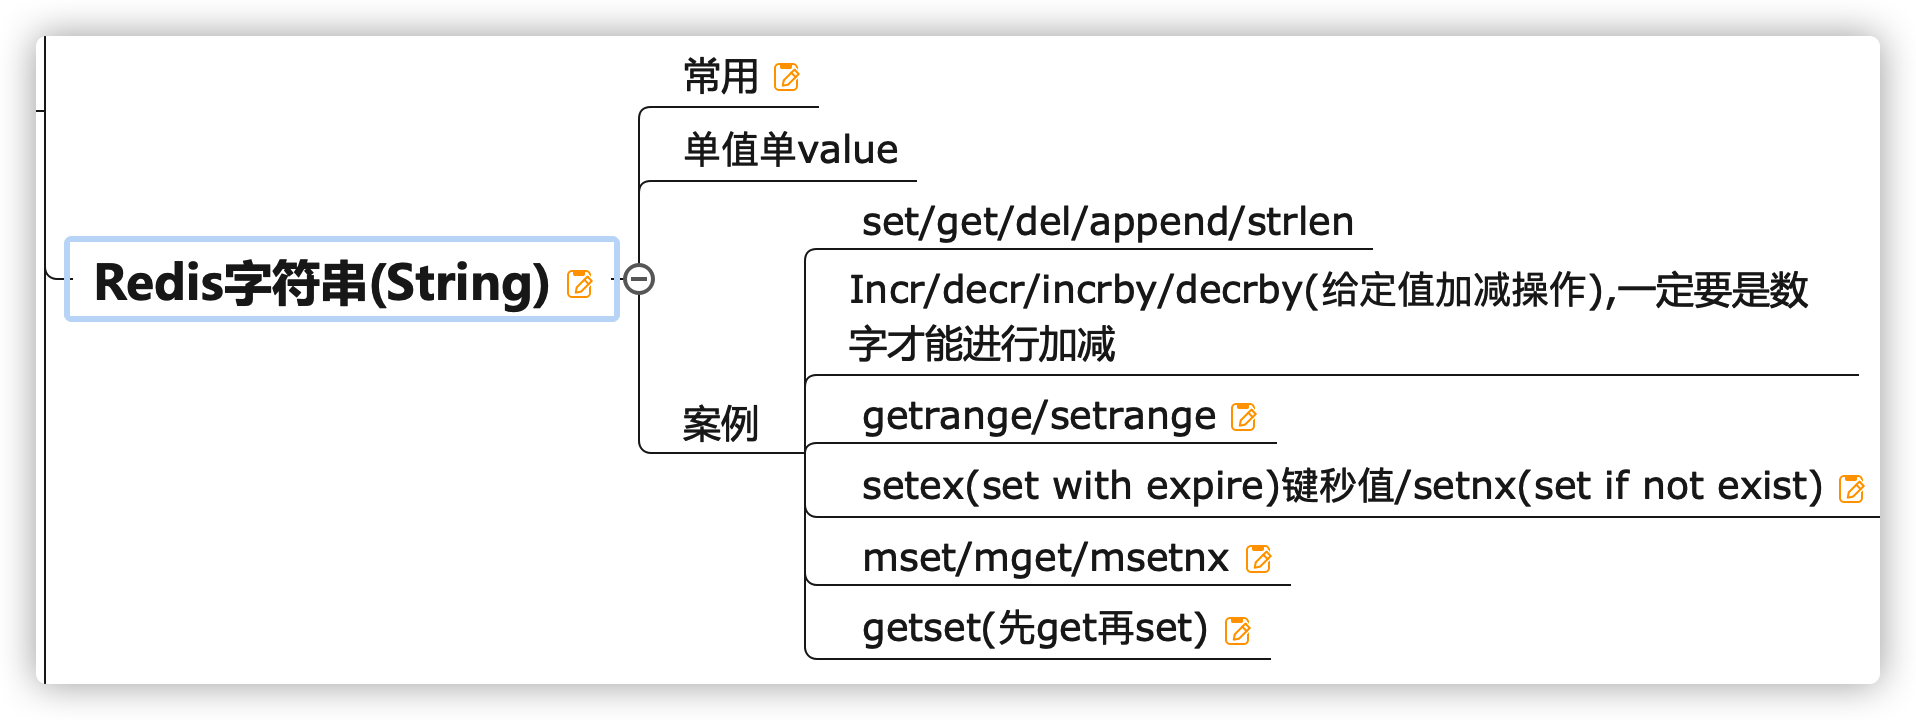 常用
单值单value
set/get/del/append/strlen
Redis字符串(String)
Incr/decr/incrby/decrby(给定值加减操作),一定要是数
字才能进行加减
案例
getrange/setrange
setex(set with expire)键秒值/setnx(set if not exist)
mset/mget/msetnx
getset(先get再set)